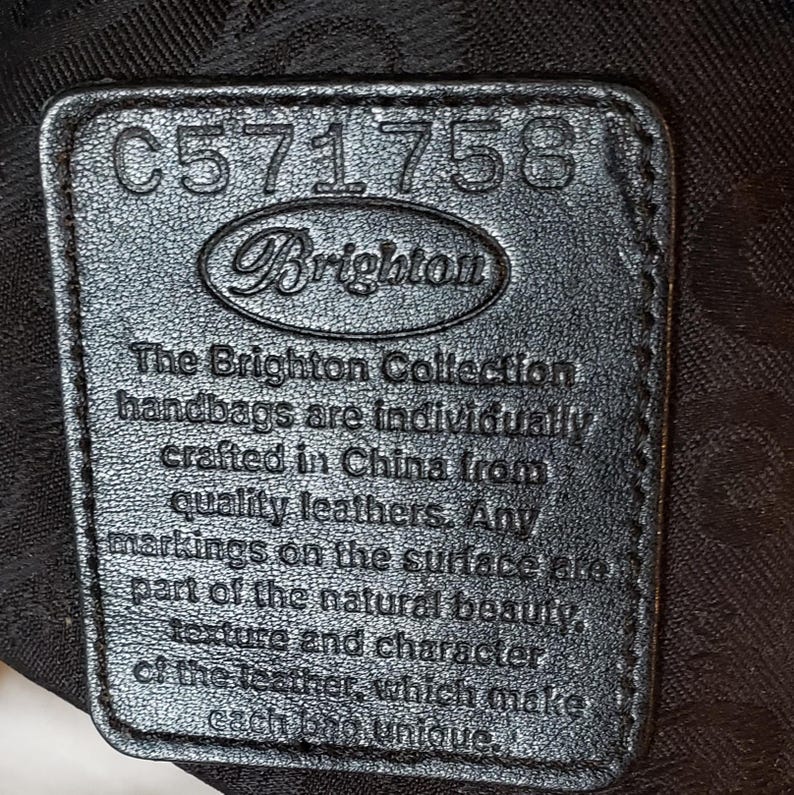 C571758
Brighton
The Brighton Collection
handbags are individually
crafted in China from
quality leathers. Any
markings on the surface are
part of the natural beauty,
texture and character
of the leather, which make
each bag unique.